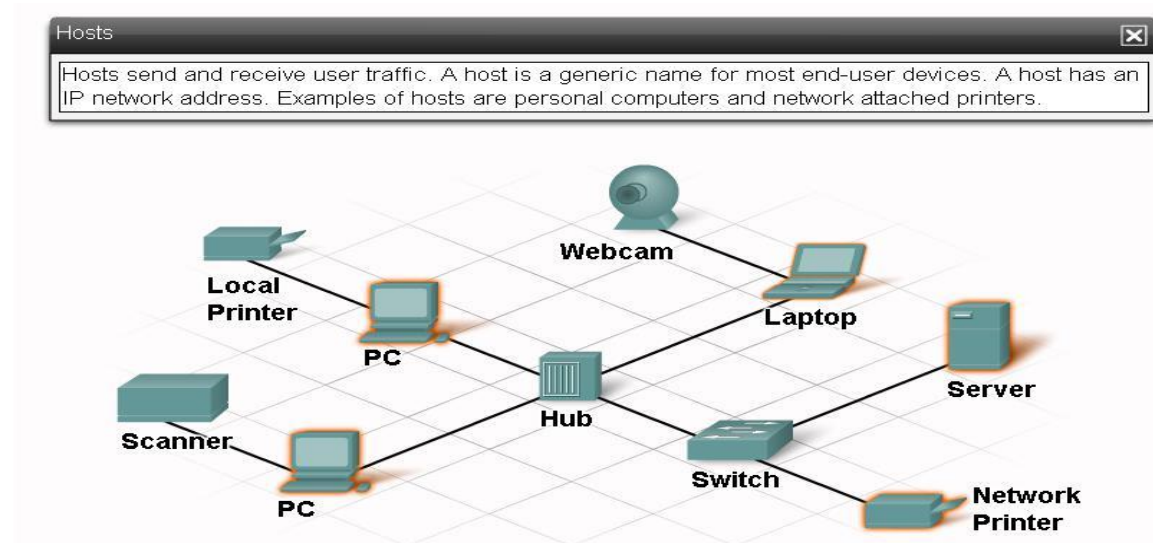 Hosts
Hosts send and receive user traffic. A host is a generic name for most end-user devices. A host has an
IP network address. Examples of hosts are personal computers and network attached printers.
Webcam
Local
Printer
Laptop
PC
Server
Hub
Scanner
Switch
PC
Network
Printer